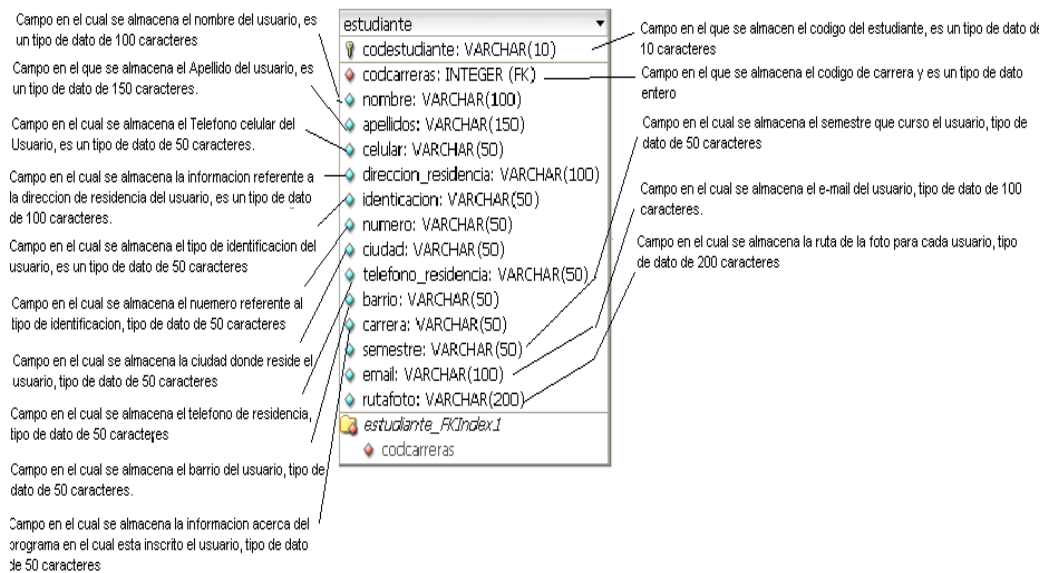 Campo en el cual se almacena el nombre del usuario, es
un tipo de dato de 100 caracteres
Campo en el que se almacena el Apellido del usuario, es
un tipo de dato de 150 caracteres.
Campo en el cual se almacena el Telefono celular del
Usuario, es un tipo de dato de 50 caracteres.
Campo en el cual se almacena la informacion referente a
la direccion de residencia del usuario, es un tipo de dato
de 100 caracteres.
Campo en el cual se almacena el tipo de identificacion del
usuario, es un tipo de dato de 50 caracteres
Campo en el cual se almacena el nuemero referente al
tipo de identificacion, tipo de dato de 50 caracteres
Campo en el cual se almacena la ciudad donde reside el
usuario, tipo de dato de 50 caracteres
Campo en el cual se almacena el telefono de residencia,
tipo de dato de 50 caracteres
Campo en el cual se almacena el barrio del usuario, tipo de
dato de 50 caracteres.
Campo en el cual se almacena la informacion acerca del
programa en el cual esta inscrito el usuario, tipo de dato
de 50 caracteres
estudiante
codestudiante: VARCHAR(10)
codcarreras: INTEGER (FK)
nombre: VARCHAR(100)
apellidos: VARCHAR(150)
celular: VARCHAR(50)
direccion_residencia: VARCHAR(100)
identicacion: VARCHAR(50)
numero: VARCHAR(50)
ciudad: VARCHAR(50)
telefono_residencia: VARCHAR(50)
barrio: VARCHAR(50)
carrera: VARCHAR(50)
semestre: VARCHAR(50)
email: VARCHAR(100)
rutafoto: VARCHAR(200)
estudiante_FKIndex1
codcarreras
Campo en el que se almacen el codigo del estudiante, es un tipo de dato de
10 caracteres
Campo en el que se almacena el codigo de carrera y es un tipo de dato
entero
Campo en el cual se almacena el semestre que curso el usuario, tipo de
dato de 50 caracteres
Campo en el cual se almacena el e-mail del usuario, tipo de dato de 100
caracteres.
Campo en el cual se almacena la ruta de la foto para cada usuario, tipo
de dato de 200 caracteres